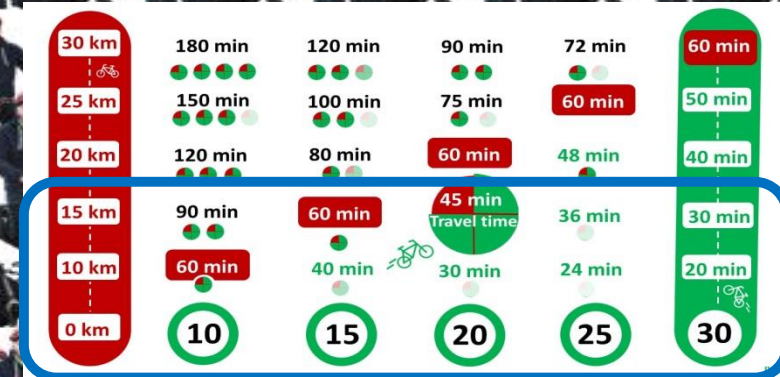 30 km 180 min 120 min 90 min 72 min 60 min
25 km 150 min 100 min 75 min 60 min 50 min
20 km 120 min 80 min 60 min 48 min 40 min
15 km 90 min 60 min 45 min 36 min 30 min
Travel time
10 km 60 min 40 min 30 min 24 min 20 min
0 km 10 15 20 25 30